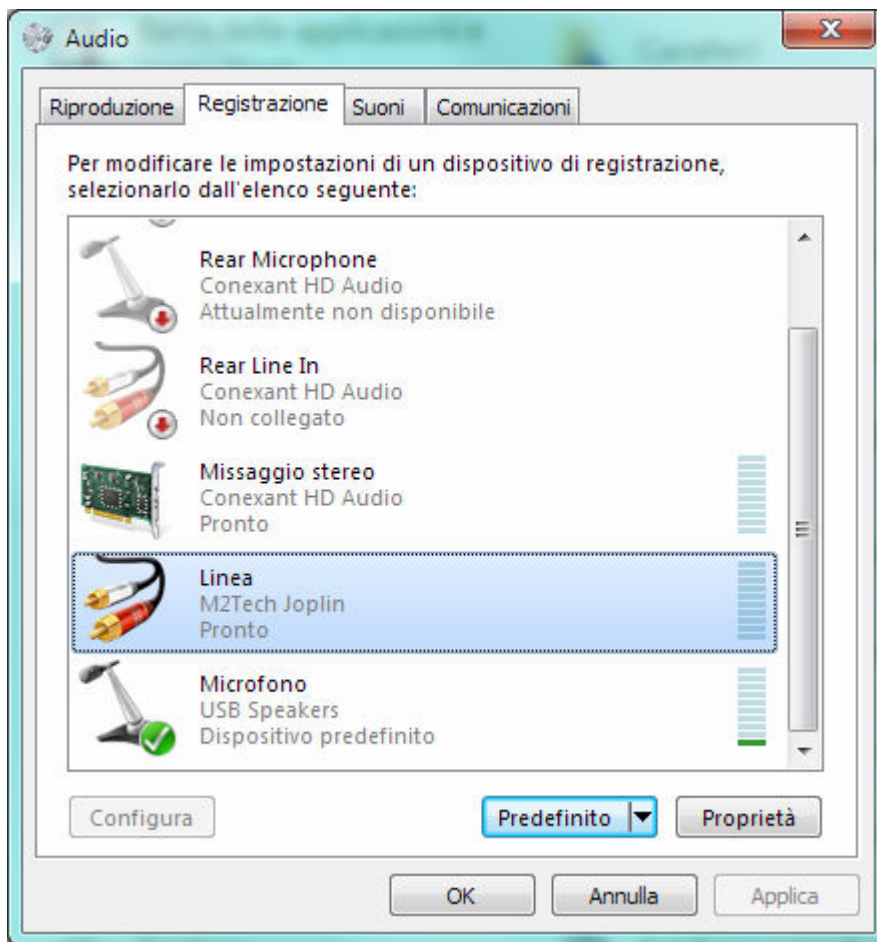 Audio
Riproduzione
Registrazione
Suoni
Comunicazioni
Per modificare le impostazioni di un dispositivo di registrazione,
selezionarlo dall'elenco seguente:
Rear Microphone
Conexant HD Audio
Attualmente non disponibile
Rear Line In
Conexant HD Audio
Non collegato
Missaggio stereo
Conexant HD Audio
Pronto
Linea
M2Tech Joplin
Pronto
Microfono
USB Speakers
Dispositivo predefinito
Configura
Predefinito
Proprietà
OK
Annulla
Applica